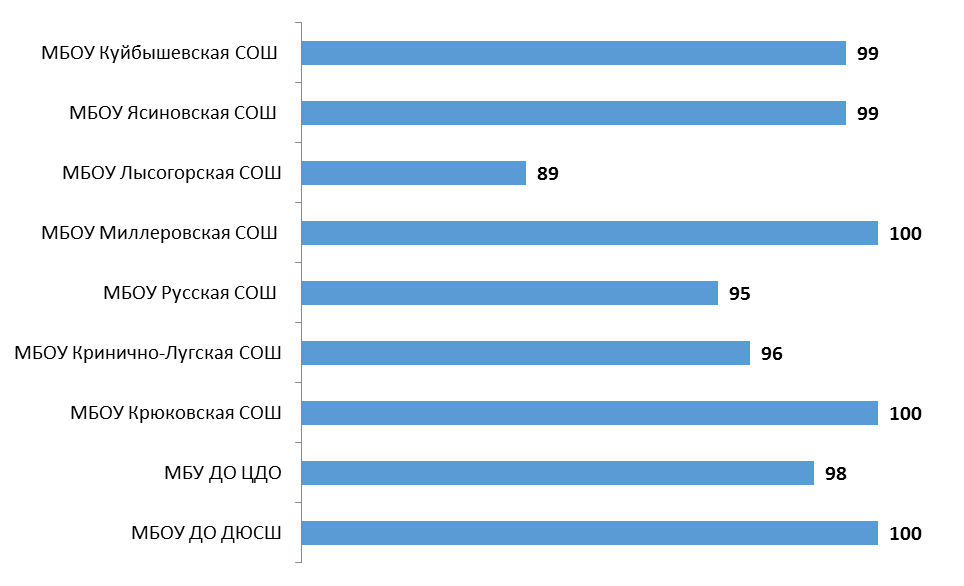 МБОУ Куйбышевская СОШ 99
МБОУ Ясиновская СОШ 99
МБОУ Лысогорская СОШ 89
МБОУ Миллеровская СОШ 100
МБОУ Русская СОШ 95
МБОУ Кринично-Лугская СОШ 96
МБОУ Крюковская СОШ 100
МБУ ДО ЦДО 98
МБОУ ДО ДЮСШ 100